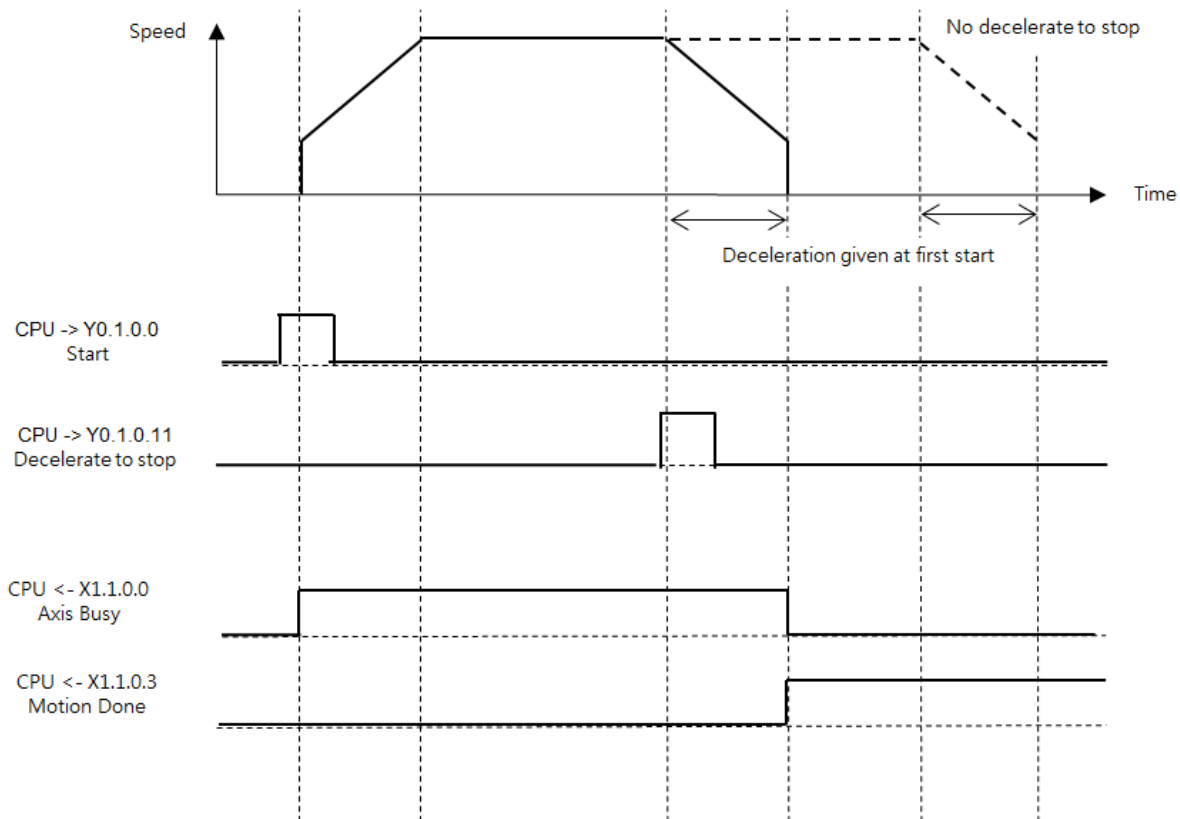 Speed
No decelerate to stop
Time
Deceleration given at first start
CPU -> Y0.1.0.0
Start
CPU -> Y0.1.0.11
Decelerate to stop
CPU <- X1.1.0.0
Axis Busy
CPU <- X1.1.0.3
Motion Done